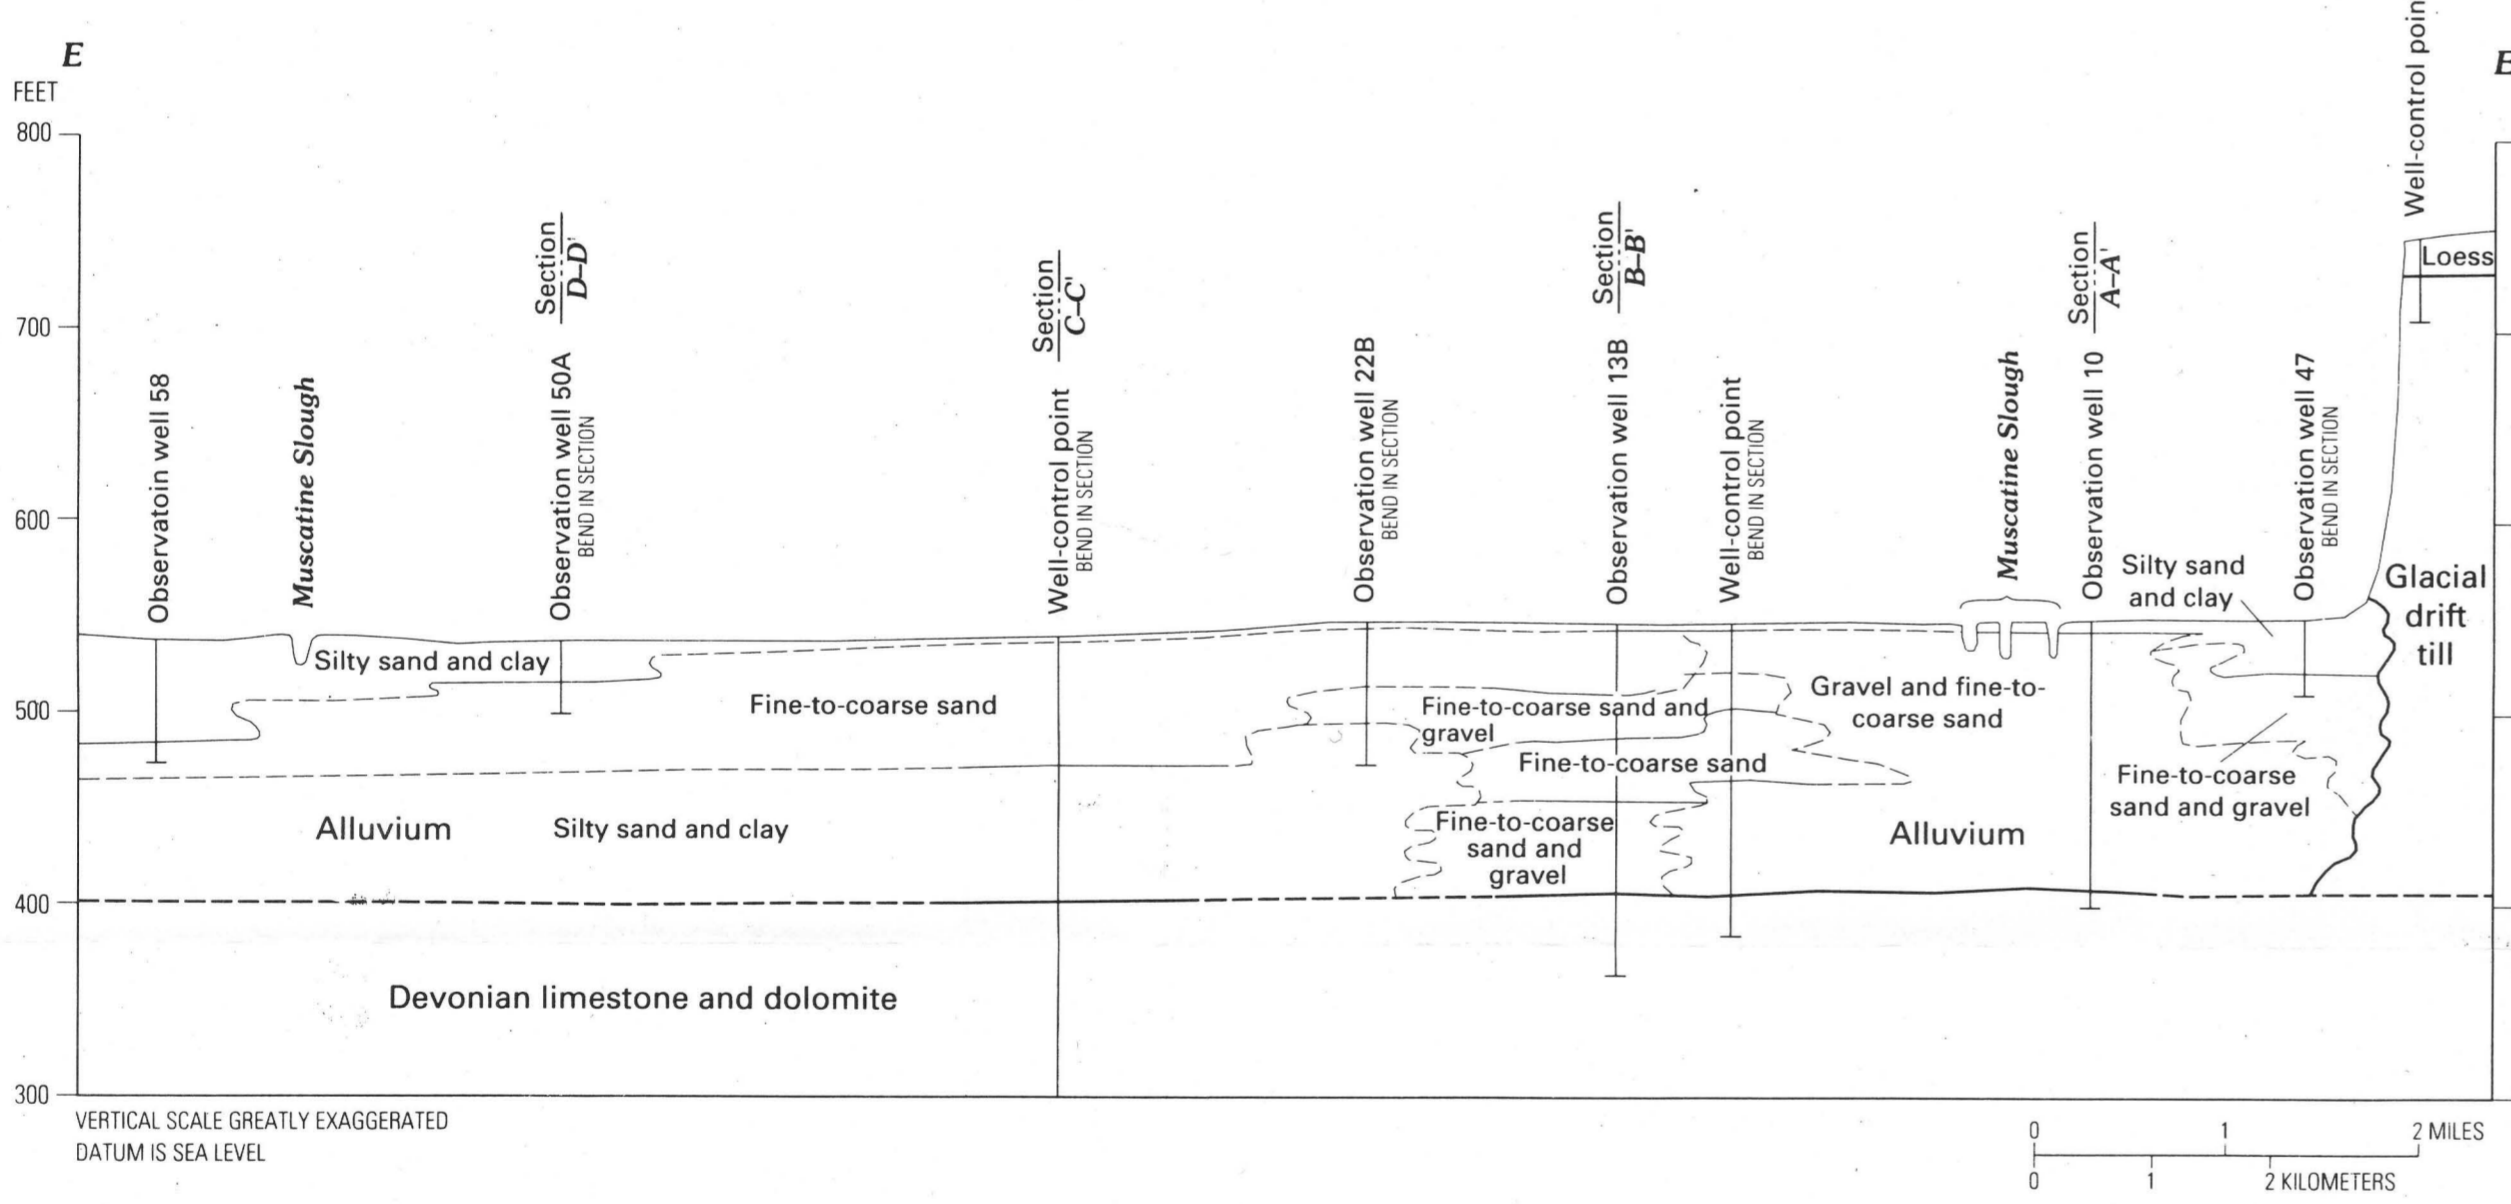 E
FEET
800
700
600
500
400
300
Observatoin well 58
Muscatine Slough
Section
D–D'
Observation well 50A
BEND IN SECTION
Section
C–C'
Well-control point
BEND IN SECTION
Observation well 22B
BEND IN SECTION
Section
B–B'
Observation well 13B
Well-control point
BEND IN SECTION
Muscatine Slough
Section
A–A'
Observation well 10
Silty sand
and clay
Observation well 47
BEND IN SECTION
Well-control poin
E
Loess
Glacial
drift
till
Silty sand and clay
Fine-to-coarse sand
Fine-to-coarse sand and
gravel
Gravel and fine-to-
coarse sand
Fine-to-coarse sand
Fine-to-coarse
sand and gravel
Alluvium
Silty sand and clay
Fine-to-coarse
sand and
gravel
Alluvium
Devonian limestone and dolomite
VERTICAL SCALE GREATLY EXAGGERATED
DATUM IS SEA LEVEL
0 1 2 MILES
0 1 2 KILOMETERS